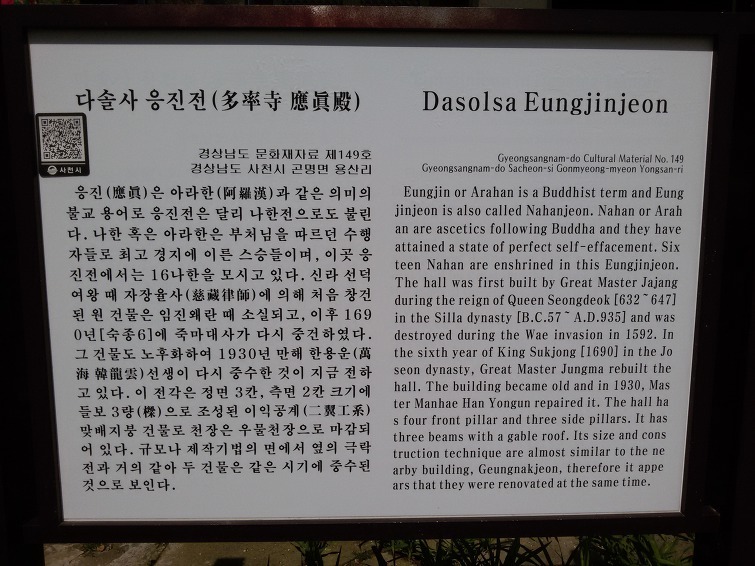 다솔사 응진전(多率寺 應眞殿)
사천시
경상남도 문화재자료 제149호
경상남도 사천시 곤명면 용산리
응진(應眞)은 아라한(阿羅漢)과 같은 의미의
불교 용어로 응진전은 달리 나한전으로도 불린
다. 나한 혹은 아라한은 부처님을 따르던 수행
자들로 최고 경지에 이른 스승들이며, 이곳 응
진전에서는 16나한을 모시고 있다. 신라 선덕
여왕 때 자장율사(慈藏律師)에 의해 처음 창건
된 원 건물은 임진왜란 때 소실되고, 이후 169
0년[숙종6]에 죽마대사가 다시 중건하였다.
그 건물도 노후화하여 1930년 만해 한용운(萬
海 韓龍雲)선생이 다시 중수한 것이 지금 전하
고 있다. 이 전각은 정면 3칸, 측면 2칸 크기에
들보 3량(樑)으로 조성된 이익공계(二翼工系)
맞배지붕 건물로 천장은 우물천장으로 마감되
어 있다. 규모나 제작기법의 면에서 옆의 극락
전과 거의 같아 두 건물은 같은 시기에 중수된
것으로 보인다.
Dasolsa Eungjinjeon
Gyeongsangnam-do Cultural Material No. 149
Gyeongsangnam-do Sacheon-si Gonmyeong-myeon Yongsan-ri
Eungjin or Arahan is a Buddhist term and Eung
jinjeon is also called Nahanjeon. Nahan or Arah
an are ascetics following Buddha and they have
attained a state of perfect self-effacement. Six
teen Nahan are enshrined in this Eungjinjeon.
The hall was first built by Great Master Jajang
during the reign of Queen Seongdeok [632~647]
in the Silla dynasty [B.C.57~A.D.935] and was
destroyed during the Wae invasion in 1592. In
the sixth year of King Sukjong [1690] in the Jo
seon dynasty, Great Master Jungma rebuilt the
hall. The building became old and in 1930, Mas
ter Manhae Han Yongun repaired it. The hall ha
s four front pillar and three side pillars. It has
three beams with a gable roof. Its size and cons
truction technique are almost similar to the ne
arby building, Geungnakjeon, therefore it appe
ars that they were renovated at the same time.